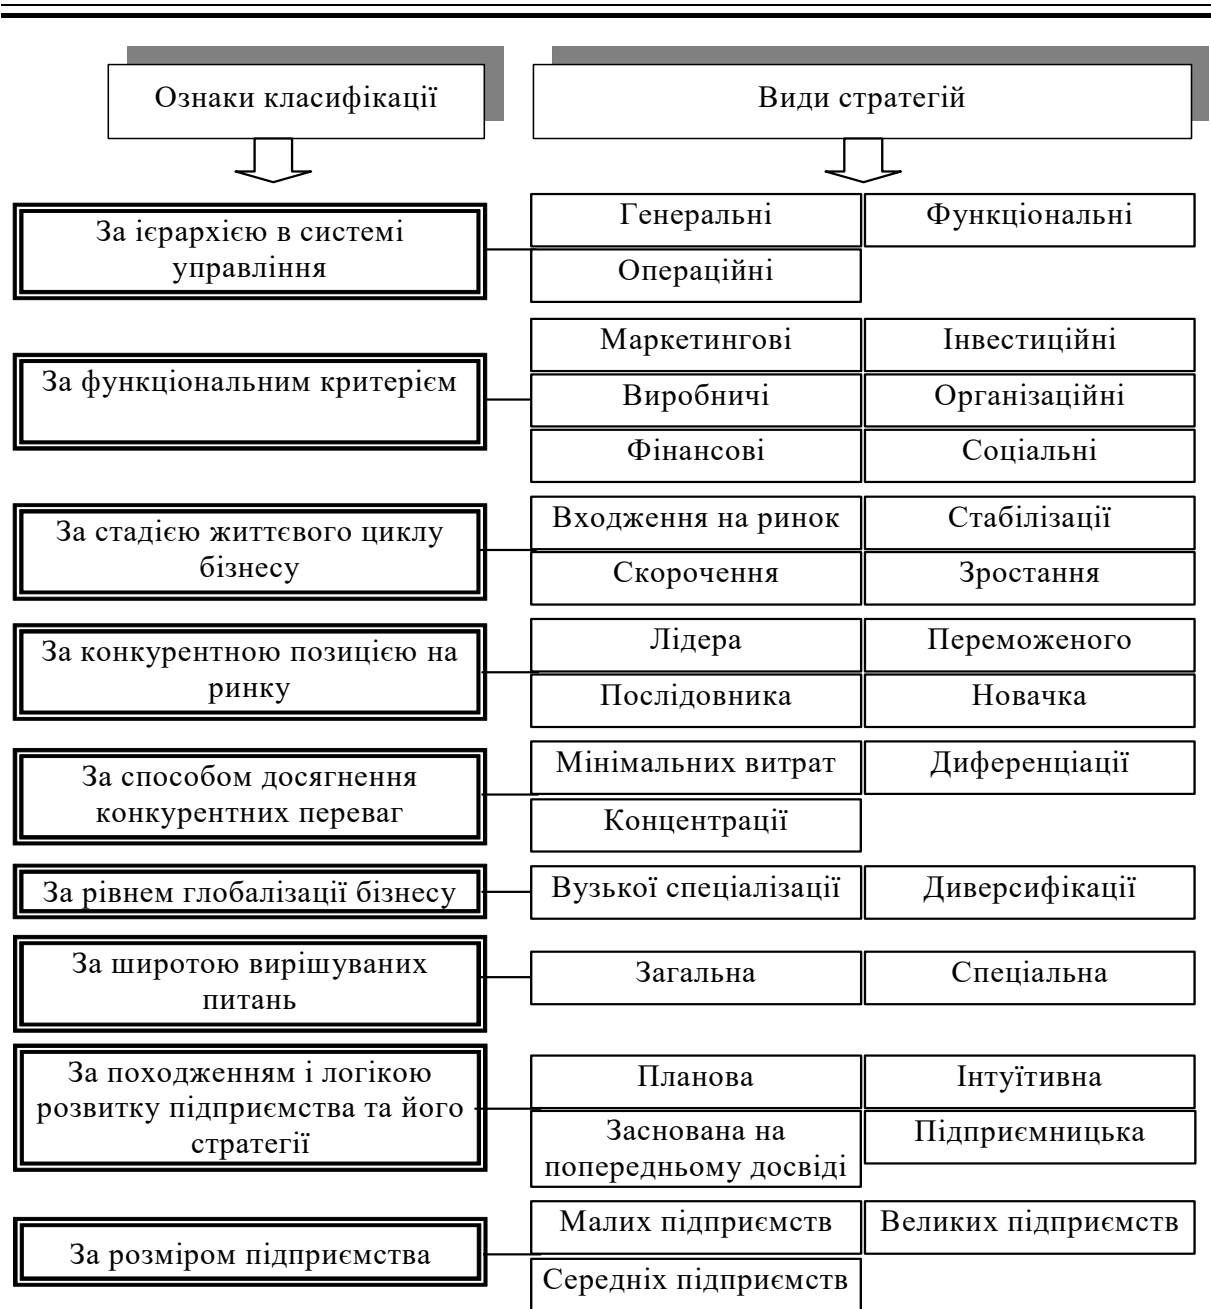 Ознаки класифікації
Види стратегій
За ієрархією в системі
управління
Генеральні
Функціональні
Операційні
За функціональним критерієм
Маркетингові
Інвестиційні
Виробничі
Організаційні
Фінансові
Соціальні
За стадією життєвого циклу
бізнесу
Входження на ринок
Стабілізації
Скорочення
Зростання
За конкурентною позицією на
ринку
Лідера
Переможеного
Послідовника
Новачка
За способом досягнення
конкурентних переваг
Мінімальних витрат
Диференціації
Концентрації
За рівнем глобалізації бізнесу
Вузької спеціалізації
Диверсифікації
За широтою вирішуваних
питань
Загальна
Спеціальна
За походженням і логікою
розвитку підприємства та його
стратегії
Планова
Інтуїтивна
Заснована на
попередньому досвіді
Підприємницька
За розміром підприємства
Малих підприємств
Великих підприємств
Середніх підприємств